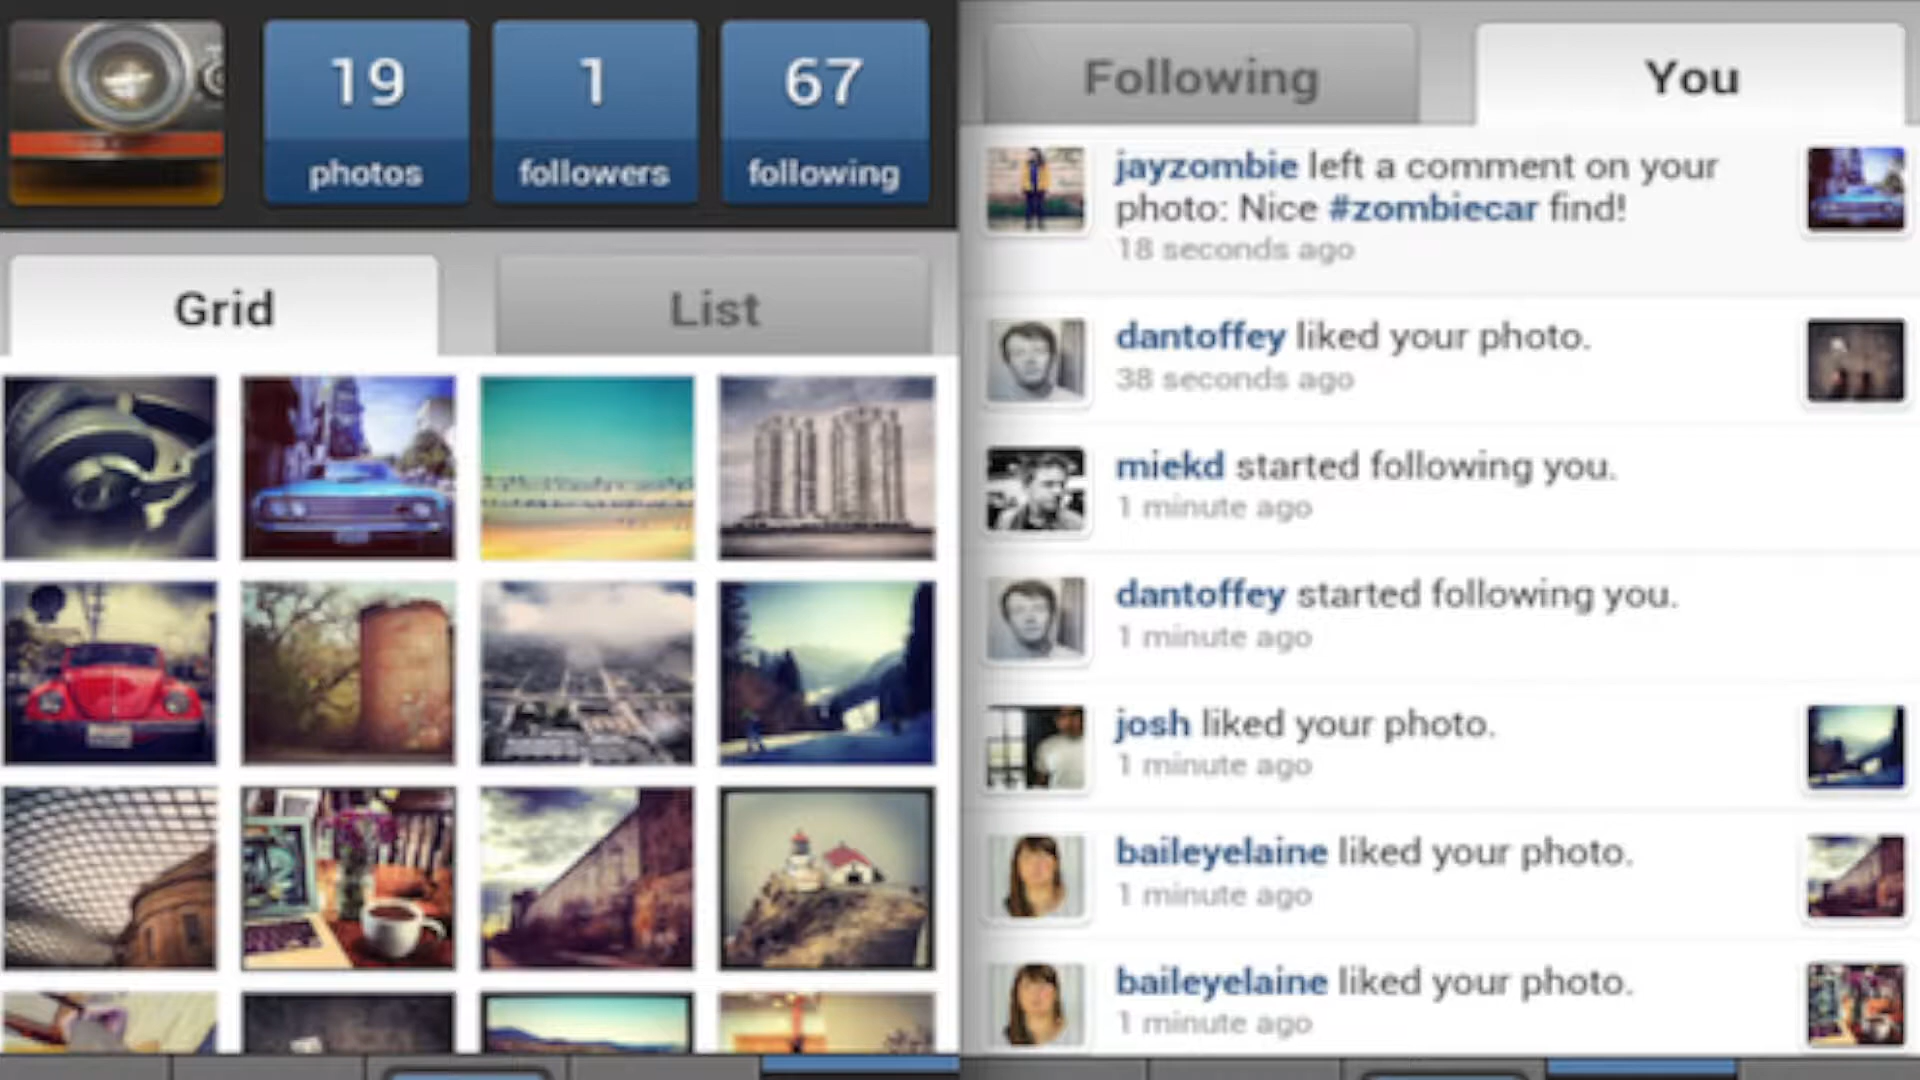 19
photos
1
followers
67
following
Grid
List
Following
You
jayzombie left a comment on your
photo: Nice #zombiecar find!
18 seconds ago
dantoffey liked your photo.
38 seconds ago
miekd started following you.
1 minute ago
dantoffey started following you.
1 minute ago
josh liked your photo.
1 minute ago
baileyelaine liked your photo.
1 minute ago
baileyelaine liked your photo.
1 minute ago